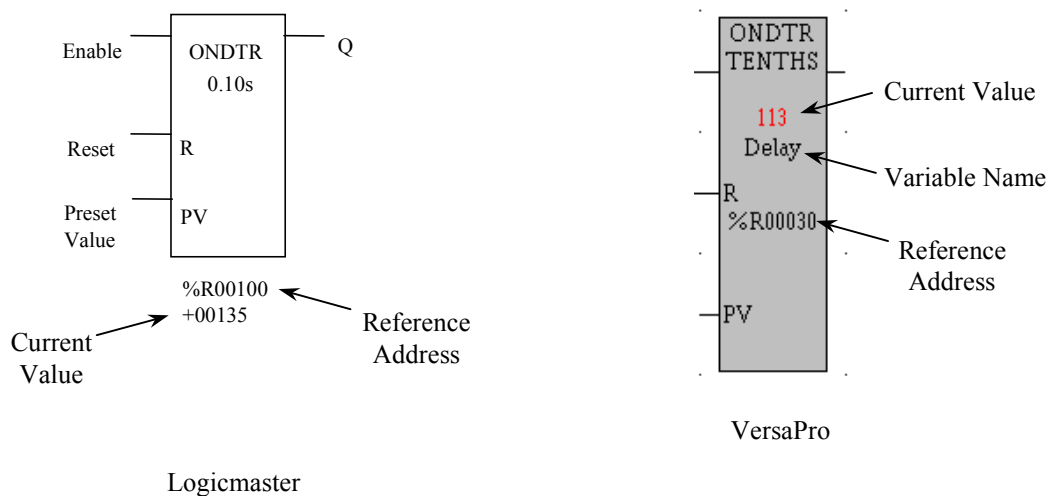 Enable
ONDTR
Q
0.10s
Reset
R
Preset
Value
PV
%R00100
+00135
Current
Value
Reference
Address
Logicmaster
ONDTR
TENTHS
113
Delay
R
%R00030
PV
Current Value
Variable Name
Reference
Address
VersaPro